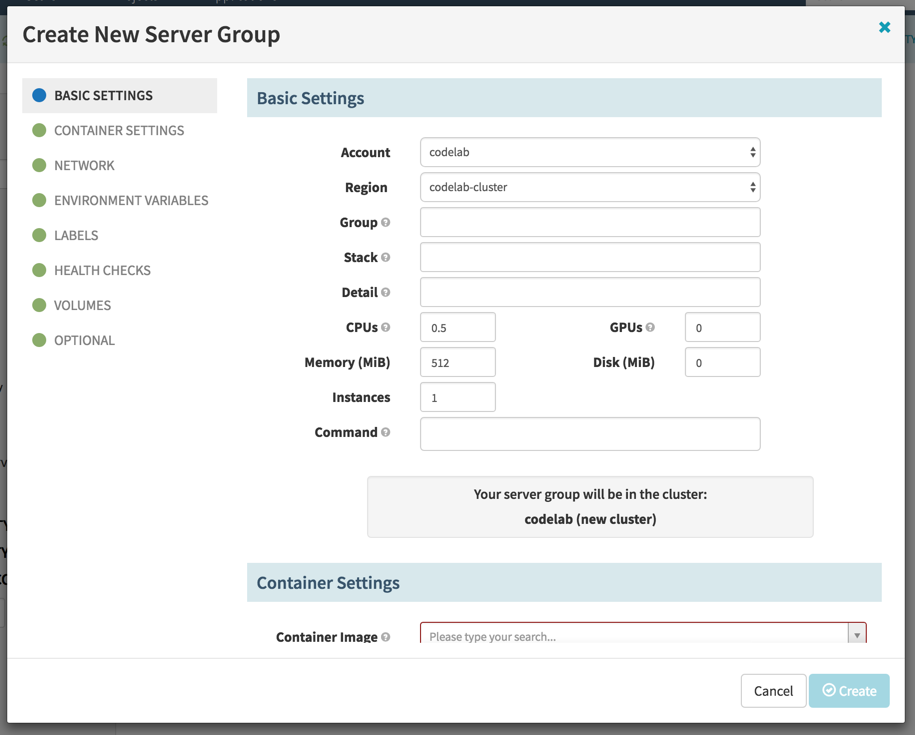 Create New Server Group
BASIC SETTINGS
CONTAINER SETTINGS
NETWORK
ENVIRONMENT VARIABLES
LABELS
HEALTH CHECKS
VOLUMES
OPTIONAL
Basic Settings
Account codelab
Region codelab-cluster
Group
Stack
Detail
CPUs 0.5 GPUs 0
Memory (MiB) 512 Disk (MiB) 0
Instances 1
Command
Your server group will be in the cluster:
codelab (new cluster)
Container Settings
Container Image Please type your search...
Cancel Create